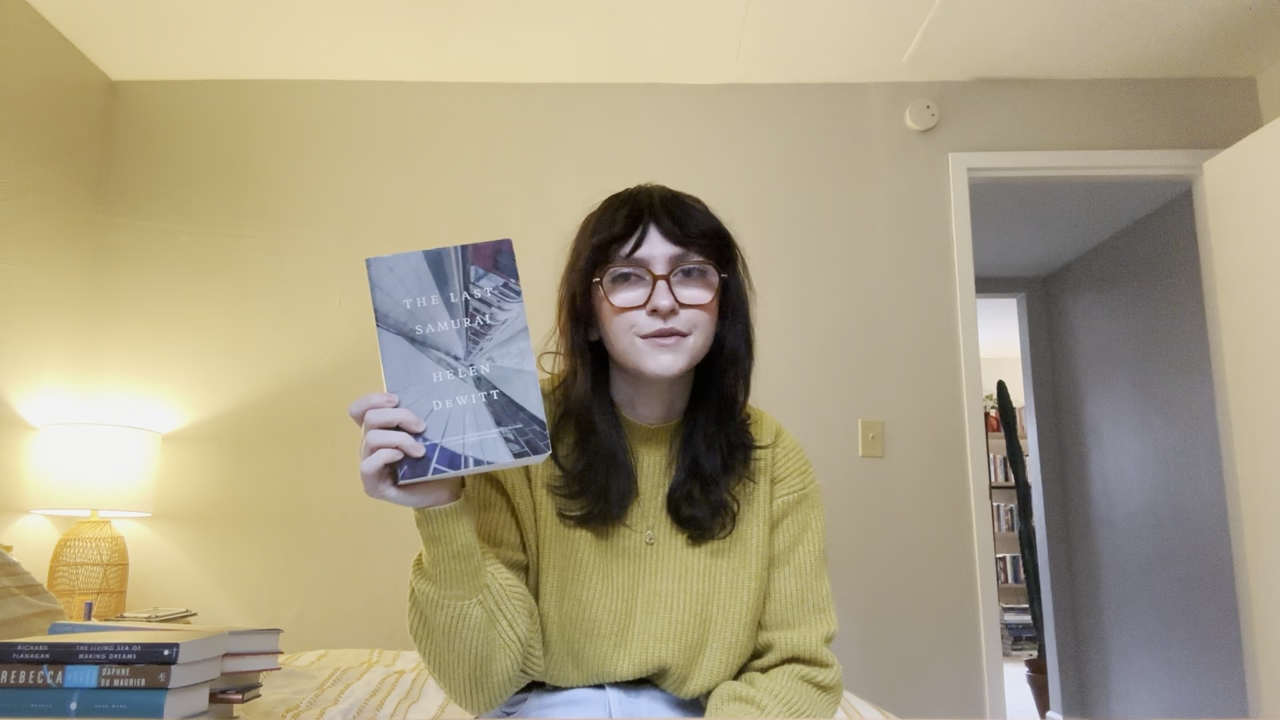 THE LAST
SAMURAI
HELEN
DEWITT
RICHARD
FLANAGAN
THE LIVING SEA OF
WAKING DREAMS
REBECCA
DAPHNE
DU MAURIER